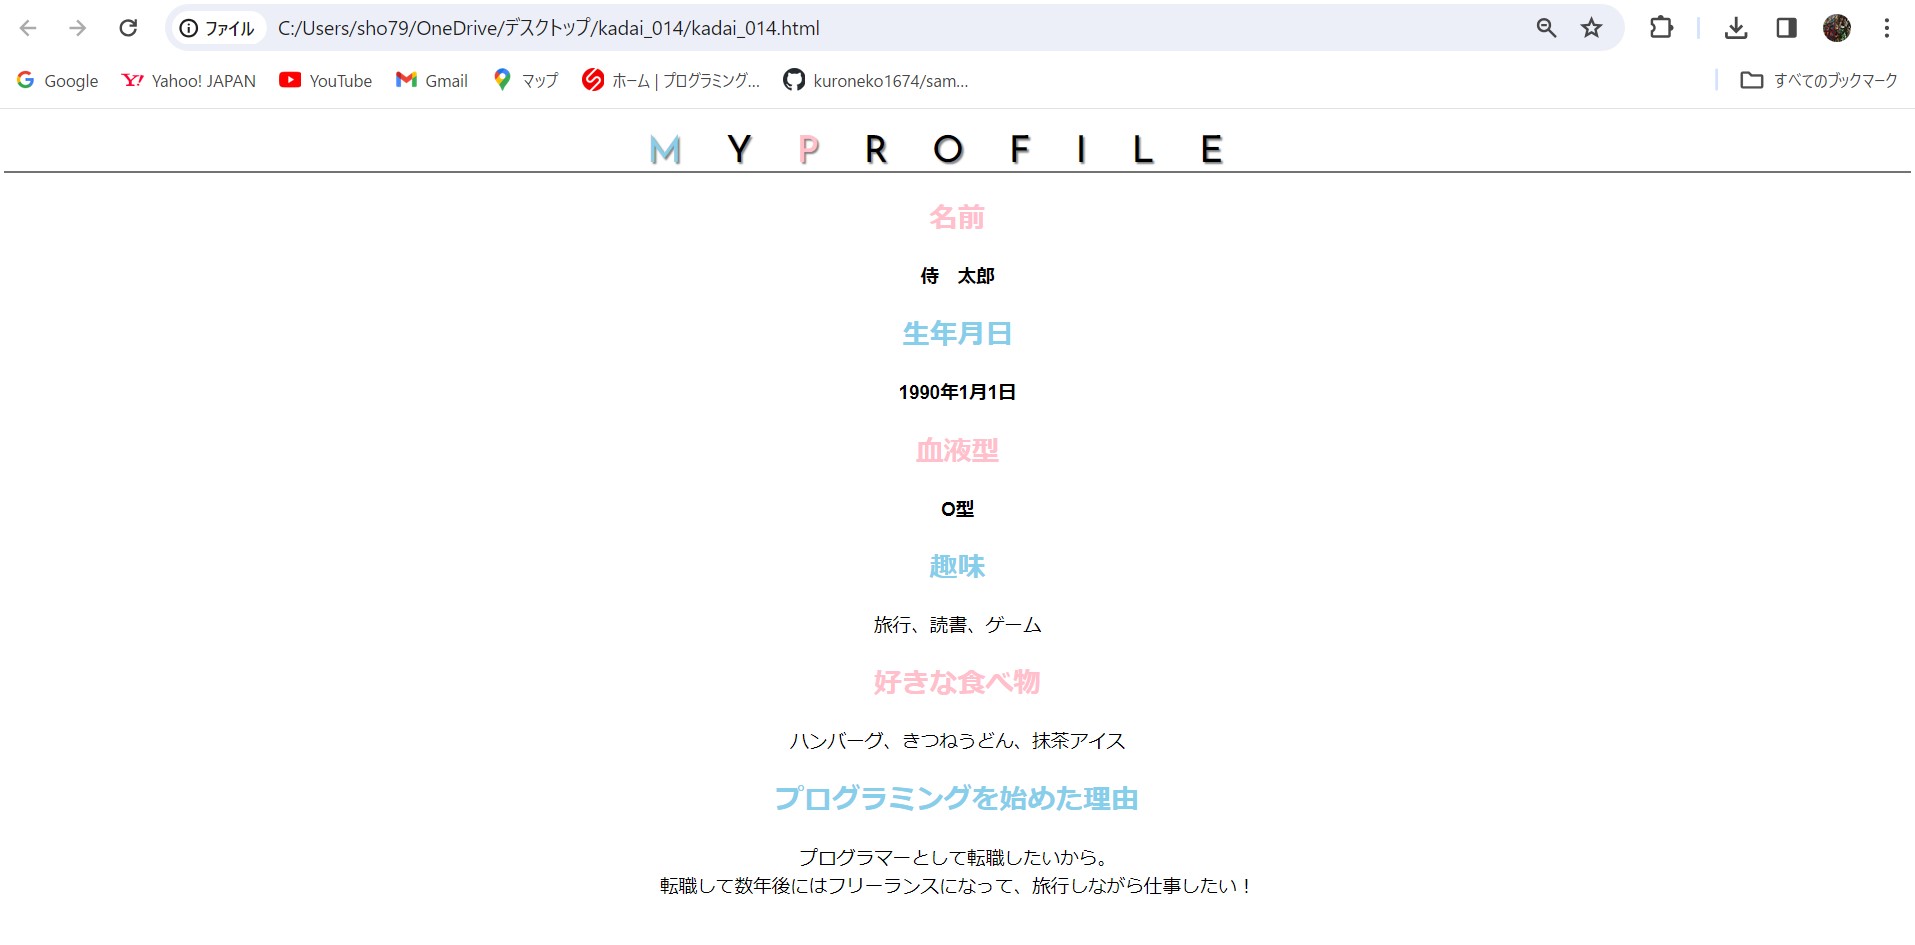 ファイル C:/Users/sho79/OneDrive/デスクトップ/kadai_014/kadai_014.html
Google Yahoo! JAPAN YouTube Gmail マップ ホーム | プログラミング... kuroneko1674/sam... すべてのブックマーク
M Y P R O F I L E
名前
侍　太郎
生年月日
1990年1月1日
血液型
O型
趣味
旅行、読書、ゲーム
好きな食べ物
ハンバーグ、きつねうどん、抹茶アイス
プログラミングを始めた理由
プログラマーとして転職したいから。
転職して数年後にはフリーランスになって、旅行しながら仕事したい！